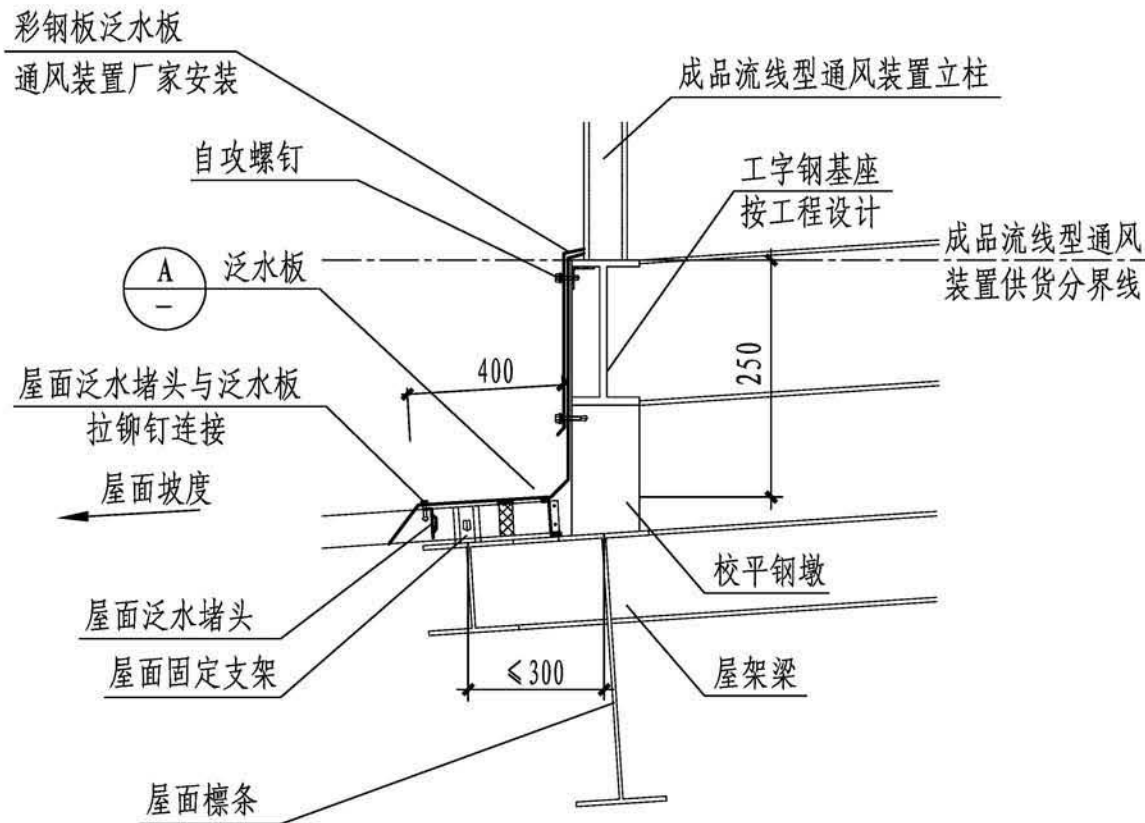 彩钢板泛水板
通风装置厂家安装
成品流线型通风装置立柱
自攻螺钉
工字钢基座
按工程设计
成品流线型通风
装置供货分界线
A
–
泛水板
400
250
屋面泛水堵头与泛水板
拉铆钉连接
屋面坡度
校平钢墩
屋面泛水堵头
屋面固定支架
≤300
屋架梁
屋面檩条